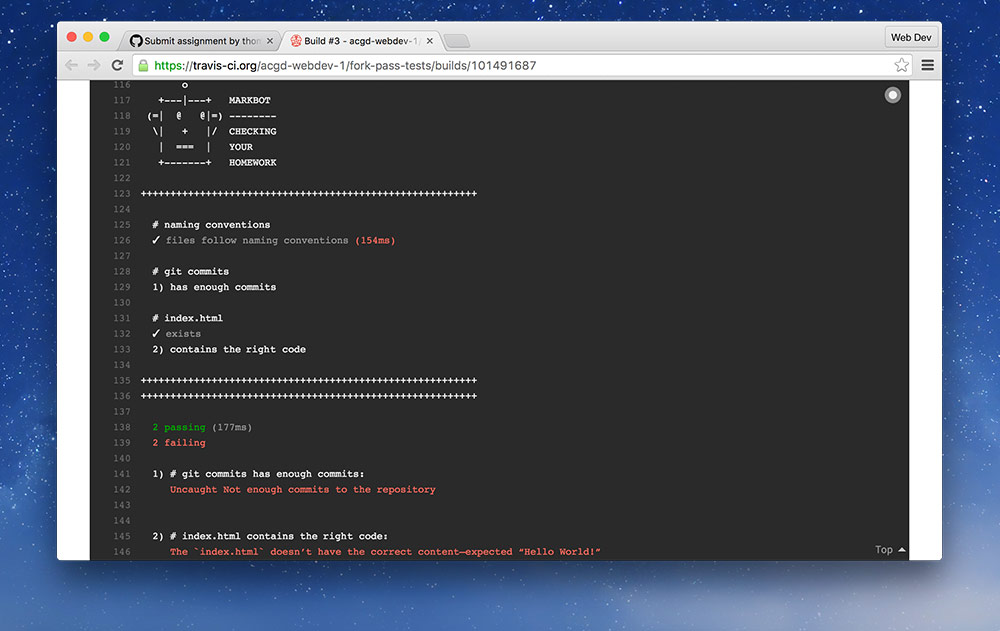 Submit assignment by thom
Build #3 - acgd-webdev-1
Web Dev
https://travis-ci.org/acgd-webdev-1/fork-pass-tests/builds/101491687
116 o
117 +---|---+ MARKBOT
118 (=| @ @|=) --------
119 \| + |/ CHECKING
120 | === | YOUR
121 +-------+ HOMEWORK
122
123 +++++++++++++++++++++++++++++++++++++++++++++++++++++++++
124
125 # naming conventions
126 ✓ files follow naming conventions (154ms)
127
128 # git commits
129 1) has enough commits
130
131 # index.html
132 ✓ exists
133 2) contains the right code
134
135 +++++++++++++++++++++++++++++++++++++++++++++++++++++++++
136 +++++++++++++++++++++++++++++++++++++++++++++++++++++++++
137
138 2 passing (177ms)
139 2 failing
140
141 1) # git commits has enough commits:
142 Uncaught Not enough commits to the repository
143
144
145 2) # index.html contains the right code:
146 The `index.html` doesn’t have the correct content—expected “Hello World!”
Top